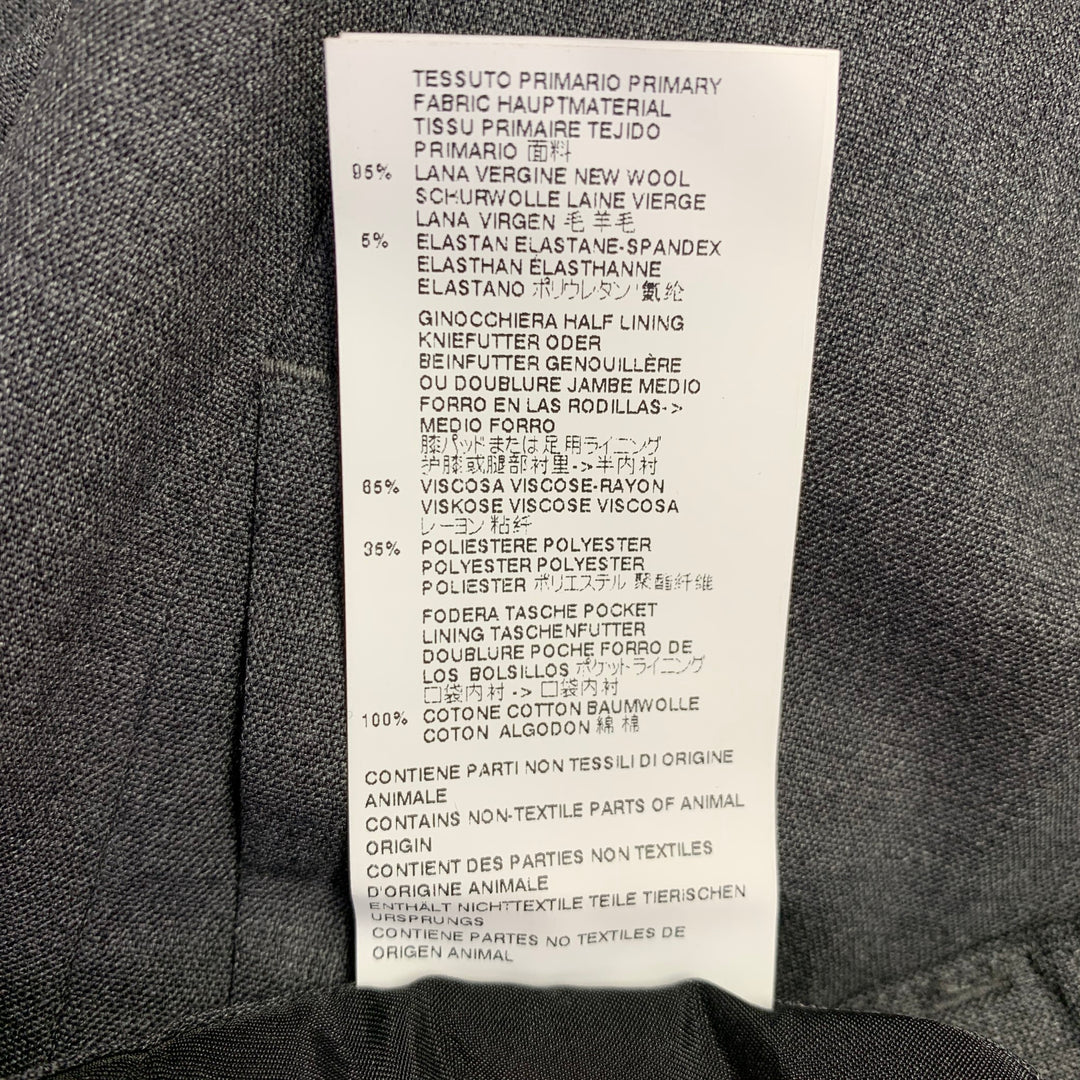 TESSUTO PRIMARIO PRIMARY
FABRIC HAUPTMATERIAL
TISSU PRIMAIRE TEJIDO
PRIMARIO 面料
95% LANA VERGINE NEW WOOL
SCHURWOLLE LAINE VIERGE
LANA VIRGEN 毛 羊毛
5% ELASTAN ELASTANE-SPANDEX
ELASTHAN ÉLASTHANNE
ELASTANO ポリウレタン 氨纶
GINOCCHIERA HALF LINING
KNIEFUTTER ODER
BEINFUTTER GENOUILLÈRE
OU DOUBLURE JAMBE MEDIO
FORRO EN LAS RODILLAS->
MEDIO FORRO
膝パッドまたは足用ライニング
护膝或腿部衬里->半内衬
65% VISCOSA VISCOSE-RAYON
VISKOSE VISCOSE VISCOSA
レーヨン 粘纤
35% POLIESTERE POLYESTER
POLYESTER POLYESTER
POLIESTER ポリエステル 聚酯纤维
FODERA TASCHE POCKET
LINING TASCHENFUTTER
DOUBLURE POCHE FORRO DE
LOS BOLSILLOS ポケットライニング
口袋内衬 -> 口袋内衬
100% COTONE COTTON BAUMWOLLE
COTON ALGODON 綿 棉
CONTIENE PARTI NON TESSILI DI ORIGINE
ANIMALE
CONTAINS NON-TEXTILE PARTS OF ANIMAL
ORIGIN
CONTIENT DES PARTIES NON TEXTILES
D'ORIGINE ANIMALE
ENTHÄLT NICHTTEXTILE TEILE TIERISCHEN
URSPRUNGS
CONTIENE PARTES NO TEXTILES DE
ORIGEN ANIMAL